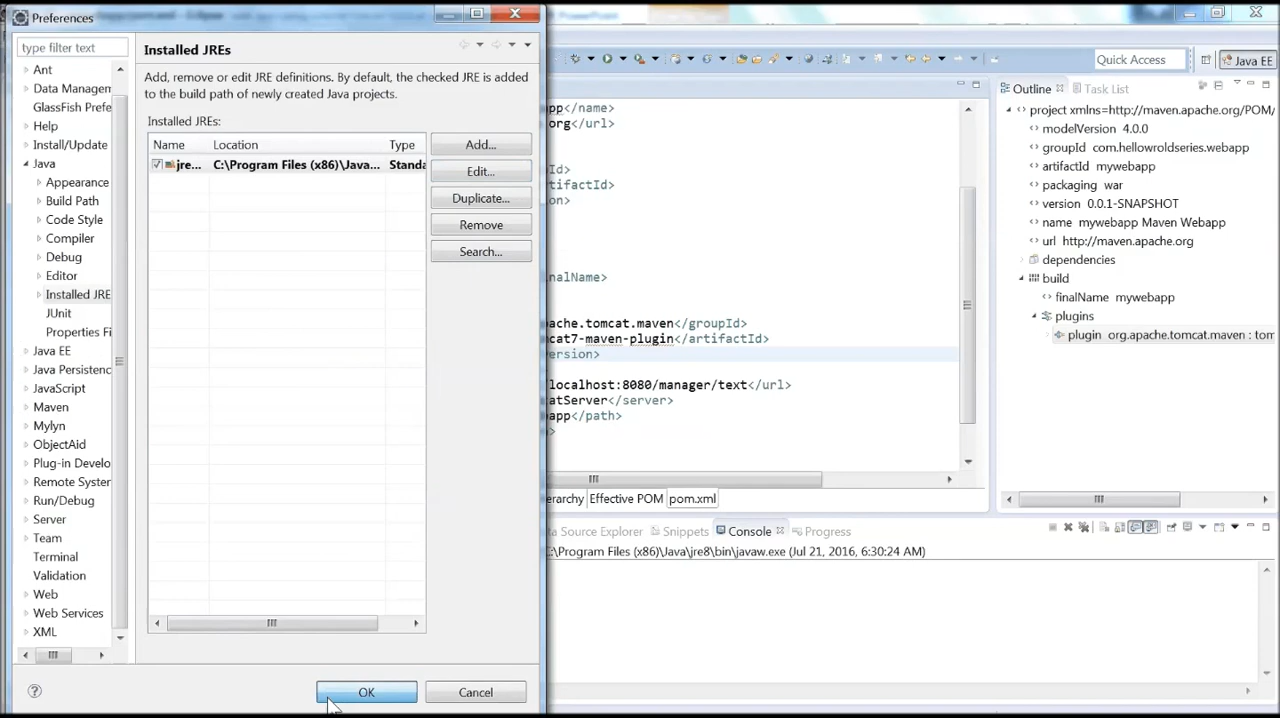 Preferences
type filter text
Ant
Data Managem
GlassFish Prefe
Help
Install/Update
Java
Appearance
Build Path
Code Style
Compiler
Debug
Editor
Installed JRE
JUnit
Properties Fi
Java EE
Java Persistenc
JavaScript
Maven
Mylyn
ObjectAid
Plug-in Develo
Remote System
Run/Debug
Server
Team
Terminal
Validation
Web
Web Services
XML
Installed JREs
Add, remove or edit JRE definitions. By default, the checked JRE is added
to the build path of newly created Java projects.
Installed JREs:
Name Location Type
jre... C:\Program Files (x86)\Java... Standa
Add...
Edit...
Duplicate...
Remove
Search...
OK
Cancel
Quick Access
Java EE
pp</name>
org</url>
Id>
tifactId>
on>
inalName>
pache.tomcat.maven</groupId>
cat7-maven-plugin</artifactId>
version>
localhost:8080/manager/text</url>
catServer</server>
app</path>
>
erarchy Effective POM pom.xml
Outline Task List
project xmlns=http://maven.apache.org/POM/
modelVersion 4.0.0
groupId com.hellowroldseries.webapp
artifactId mywebapp
packaging war
version 0.0.1-SNAPSHOT
name mywebapp Maven Webapp
url http://maven.apache.org
dependencies
build
finalName mywebapp
plugins
plugin org.apache.tomcat.maven : tom
ta Source Explorer Snippets Console Progress
C:\Program Files (x86)\Java\jre8\bin\javaw.exe (Jul 21, 2016, 6:30:24 AM)